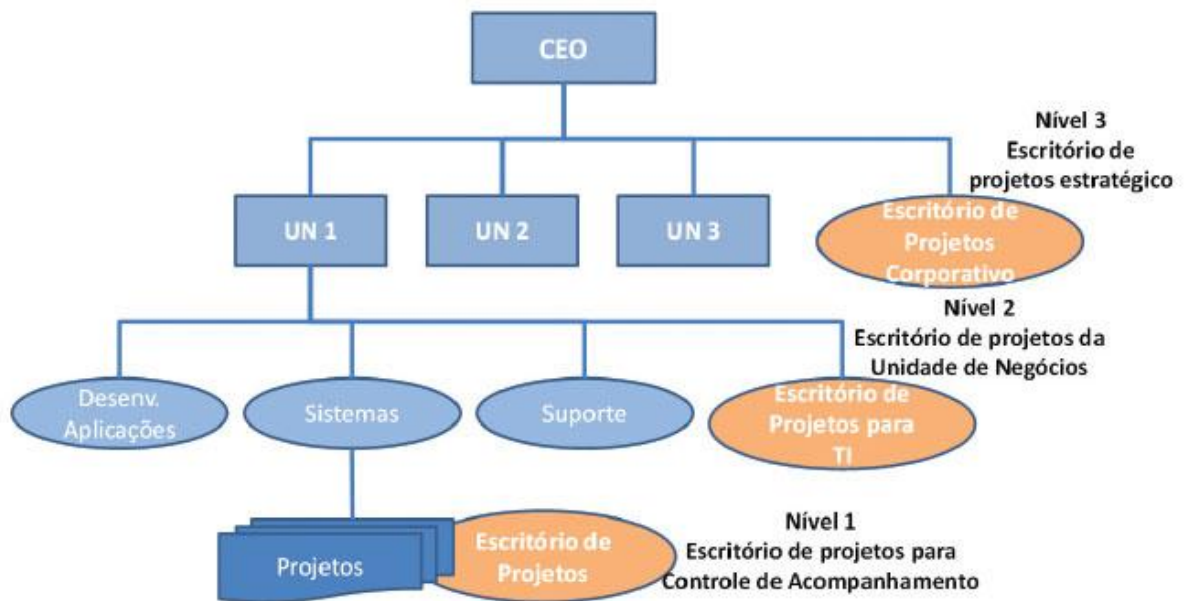 CEO
Nível 3
Escritório de
projetos estratégico
UN 1
UN 2
UN 3
Escritório de
Projetos
Corporativo
Nível 2
Escritório de projetos da
Unidade de Negócios
Desenv.
Aplicações
Sistemas
Suporte
Escritório de
Projetos para
TI
Projetos
Escritório de
Projetos
Nível 1
Escritório de projetos para
Controle de Acompanhamento